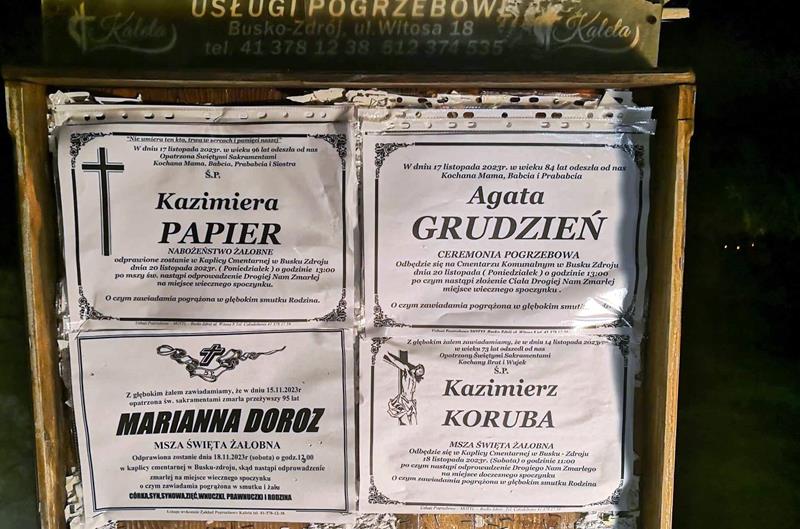 USŁUGI POGRZEBOWE
Kaleta
Kaleta
Busko-Zdrój, ul.Witosa 18
tel. 41 378 12 38 512 374 535
"Nie umiera ten kto, trwa w sercach i pamięci naszej"
W dniu 17 listopada 2023r. w wieku 96 lat odeszła od nas
Opatrzona Świętymi Sakramentami
Kochana Mama, Babcia, Prababcia i Siostra
Ś.P.
Kazimiera
PAPIER
NABOŻEŃSTWO ŻAŁOBNE
odprawione zostanie w Kaplicy Cmentarnej w Busku Zdroju
dnia 20 listopada 2023r. ( Poniedziałek ) o godzinie 13:00
po mszy św. nastąpi odprowadzenie Drogiej Nam Zmarłej
na miejsce wiecznego spoczynku.
O czym zawiadamia pogrążona w głębokim smutku Rodzina.
W dniu 17 listopada 2023r. w wieku 84 lat odeszła od nas
Kochana Mama, Babcia i Prababcia
Agata
GRUDZIEŃ
CEREMONIA POGRZEBOWA
Odbędzie się na Cmentarzu Komunalnym w Busku Zdroju
dnia 20 listopada ( Poniedziałek ) o godzinie 13:00
po czym nastąpi złożenie Ciała Drogiej Nam Zmarłej
miejsce wiecznego spoczynku .
O czym zawiadamia pogrążona w głębokim smutku
Z głębokim żalem zawiadamiamy, że w dniu 15.11.2023r
opatrzona św. sakramentami zmarła przeżywszy 95 lat
MARIANNA DOROZ
MSZA ŚWIĘTA ŻAŁOBNA
Odprawiona zostanie dnia 18.11.2023r (sobota) o godz.12.00
w kaplicy cmentarnej w Busku-zdroju, skąd nastąpi odprowadzenie
zmarłej na miejsce wiecznego spoczynku
o czym zawiadamia pogrążona w smutku i żalu
CÓRKA,SYN,SYNOWA,ZIĘĆ,WNUCZKI, PRAWNUCZKI I RODZINA
Usługę wykonuje Zakład Pogrzebowy Kaleta tel. 41-378-12-38
Z głębokim żalem zawiadamiamy, że w dniu 14 listopada 2023r.
w wieku 73 lat odszedł od nas
Opatrzony Świętymi Sakramentami
Kochany Brat i Wujek
Ś.P.
Kazimierz
KORUBA
MSZA ŚWIĘTA ŻAŁOBNA
Odbędzie się w Kaplicy Cmentarnej w Busku - Zdroju
18 listopada 2023r. (Sobota) o godzinie 11:00
po czym nastąpi odprowadzenie Drogiego Nam Zmarłego
na miejsce doczesnego spoczynku
O czym zawiadamia pogrążona w głębokim smutku Rodzina